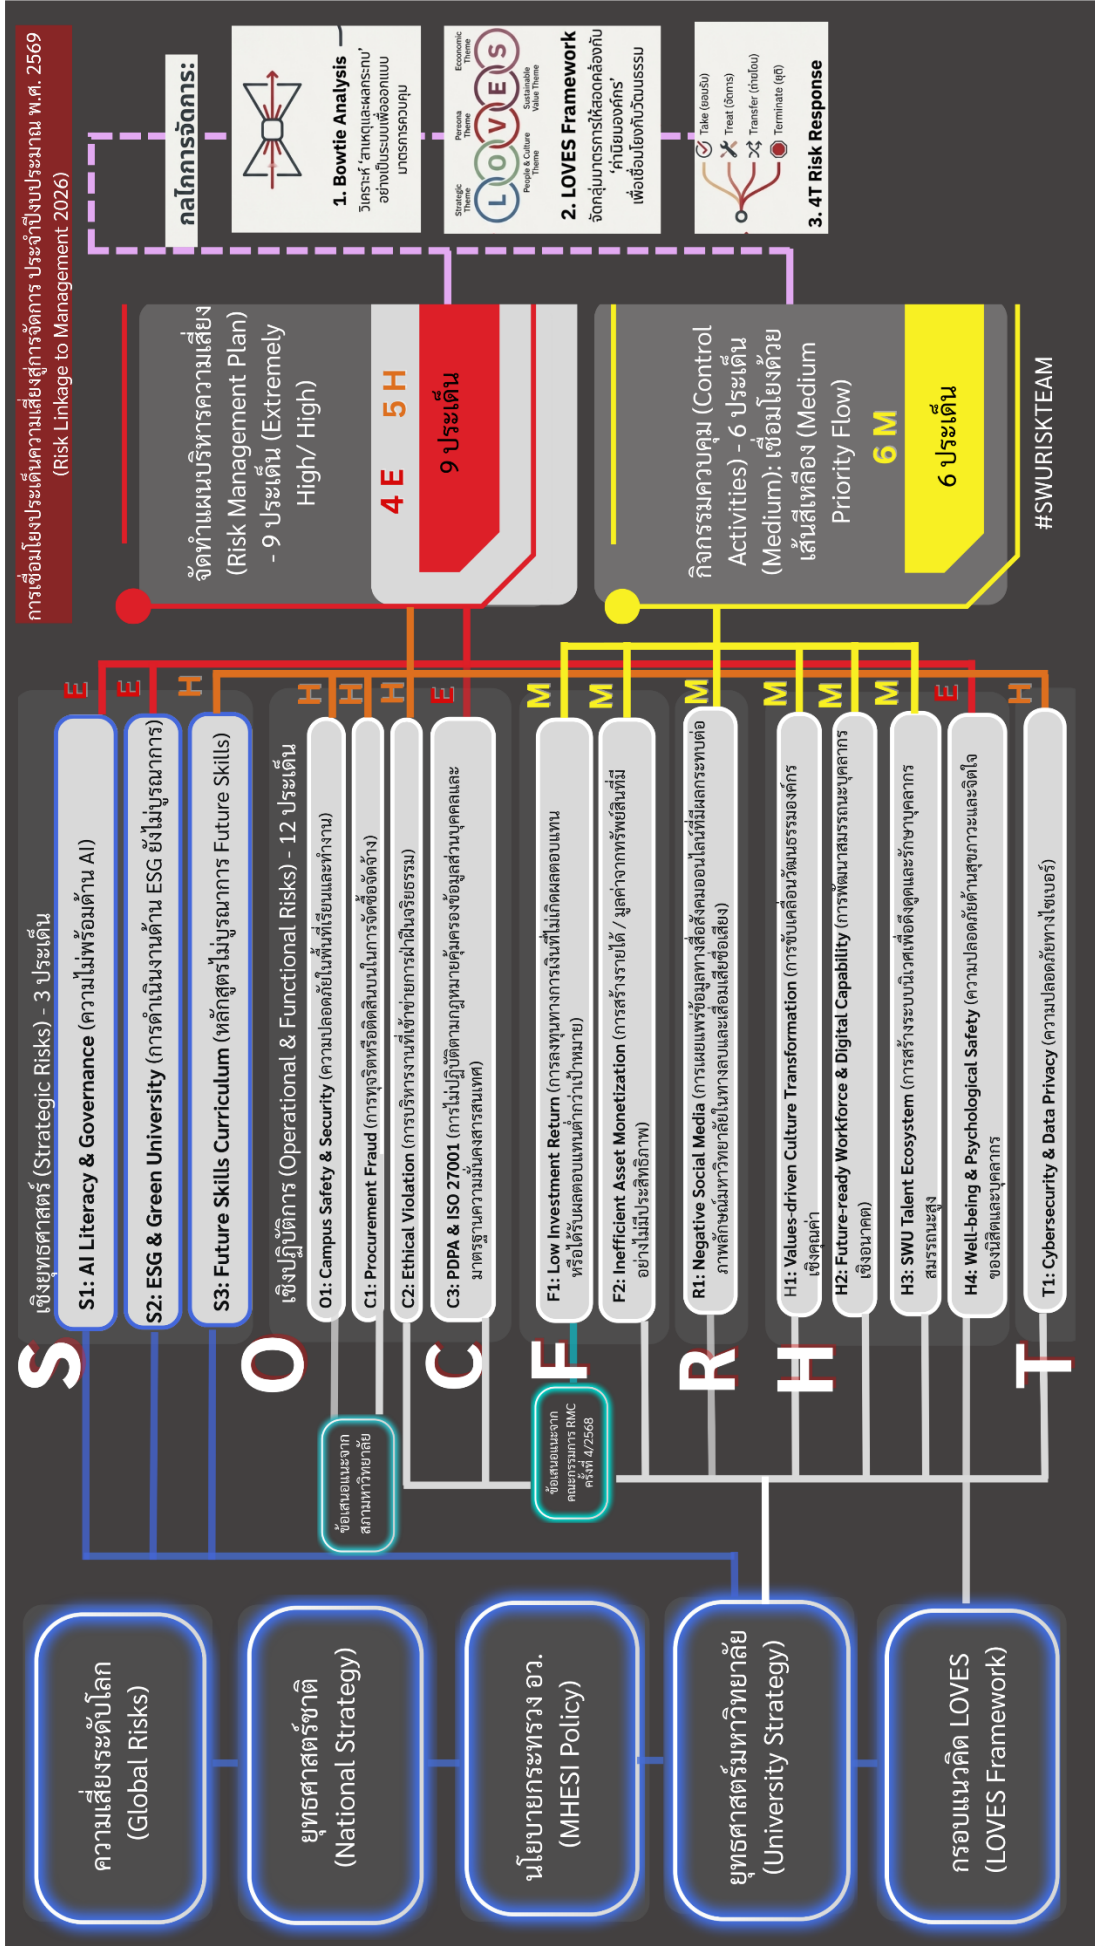 การเชื่อมโยงประเด็นความเสี่ยงสู่การจัดการ ประจำปีงบประมาณ พ.ศ. 2569
(Risk Linkage to Management 2026)
ความเสี่ยงระดับโลก
(Global Risks)
ยุทธศาสตร์ชาติ
(National Strategy)
นโยบายกระทรวง อว.
(MHESI Policy)
ยุทธศาสตร์มหาวิทยาลัย
(University Strategy)
กรอบแนวคิด LOVES
(LOVES Framework)
ข้อเสนอแนะจาก
สภามหาวิทยาลัย
ข้อเสนอแนะจาก
คณะกรรมการ RMC
ครั้งที่ 4/2568
S
เชิงยุทธศาสตร์ (Strategic Risks) - 3 ประเด็น
S1: AI Literacy & Governance (ความไม่พร้อมด้าน AI)
E
S2: ESG & Green University (การดำเนินงานด้าน ESG ยังไม่บูรณาการ)
E
S3: Future Skills Curriculum (หลักสูตรไม่บูรณาการ Future Skills)
H
O
เชิงปฏิบัติการ (Operational & Functional Risks) - 12 ประเด็น
O1: Campus Safety & Security (ความปลอดภัยในพื้นที่เรียนและทำงาน)
H
C1: Procurement Fraud (การทุจริตหรือติดสินบนในการจัดซื้อจัดจ้าง)
H
C2: Ethical Violation (การบริหารงานที่เข้าข่ายการฝ่าฝืนจริยธรรม)
H
C
C3: PDPA & ISO 27001 (การไม่ปฏิบัติตามกฎหมายคุ้มครองข้อมูลส่วนบุคคลและ
มาตรฐานความมั่นคงสารสนเทศ)
E
F
F1: Low Investment Return (การลงทุนทางการเงินที่ไม่เกิดผลตอบแทน
หรือได้รับผลตอบแทนต่ำกว่าเป้าหมาย)
M
F2: Inefficient Asset Monetization (การสร้างรายได้ / มูลค่าจากทรัพย์สินที่มี
อย่างไม่มีประสิทธิภาพ)
M
R
R1: Negative Social Media (การเผยแพร่ข้อมูลทางสื่อสังคมออนไลน์ที่มีผลกระทบต่อ
ภาพลักษณ์มหาวิทยาลัยในทางลบและเสื่อมเสียชื่อเสียง)
M
H
H1: Values-driven Culture Transformation (การขับเคลื่อนวัฒนธรรมองค์กร
เชิงคุณค่า
M
H2: Future-ready Workforce & Digital Capability (การพัฒนาสมรรถนะบุคลากร
เชิงอนาคต)
M
H3: SWU Talent Ecosystem (การสร้างระบบนิเวศเพื่อดึงดูดและรักษาบุคลากร
สมรรถนะสูง
M
H4: Well-being & Psychological Safety (ความปลอดภัยด้านสุขภาวะและจิตใจ
ของนิสิตและบุคลากร
E
T
T1: Cybersecurity & Data Privacy (ความปลอดภัยทางไซเบอร์)
H
จัดทำแผนบริหารความเสี่ยง
(Risk Management Plan)
- 9 ประเด็น (Extremely
High/ High)
4 E 5 H
9 ประเด็น
กิจกรรมควบคุม (Control
Activities) - 6 ประเด็น
(Medium): เชื่อมโยงด้วย
เส้นสีเหลือง (Medium
Priority Flow)
6 M
6 ประเด็น
#SWURISKTEAM
กลไกการจัดการ:
1. Bowtie Analysis
วิเคราะห์ 'สาเหตุและผลกระทบ'
อย่างเป็นระบบเพื่อออกแบบ
มาตรการควบคุม
Strategic Theme
Persona Theme
Economic Theme
L O V E S
People & Culture Theme
Sustainable Value Theme
2. LOVES Framework
จัดกลุ่มมาตรการให้สอดคล้องกับ
'ค่านิยมองค์กร'
เพื่อเชื่อมโยงกับวัฒนธรรม
Take (ยอมรับ)
Treat (จัดการ)
Transfer (ถ่ายโอน)
Terminate (ยุติ)
3. 4T Risk Response